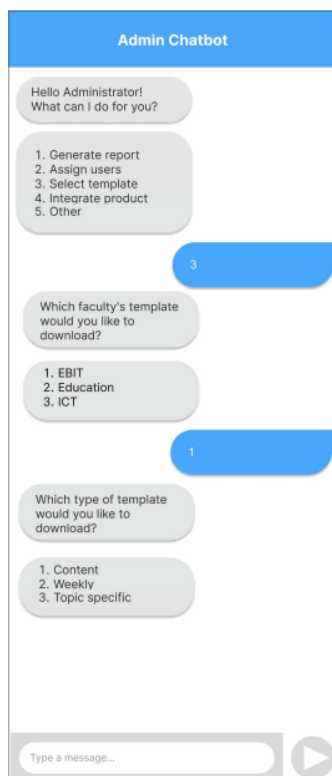 Admin Chatbot
Hello Administrator!
What can I do for you?
1. Generate report
2. Assign users
3. Select template
4. Integrate product
5. Other
3
Which faculty's template
would you like to
download?
1. EBIT
2. Education
3. ICT
1
Which type of template
would you like to
download?
1. Content
2. Weekly
3. Topic specific
Type a message...